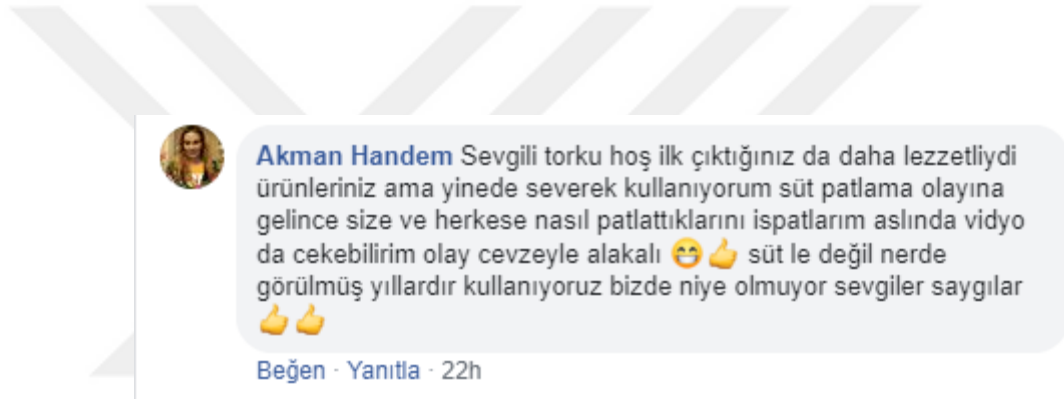 Akman Handem Sevgili torku hoş ilk çıktığınız da daha lezzetliydi
ürünleriniz ama yinede severek kullanıyorum süt patlama olayına
gelince size ve herkese nasıl patlattıklarını ispatlarım aslında vidyo
da cekebilirim olay cevzeyle alakalı 😁👍 süt le değil nerde
görülmüş yıllardır kullanıyoruz bizde niye olmuyor sevgiler saygılar
👍👍
Beğen · Yanıtla · 22h